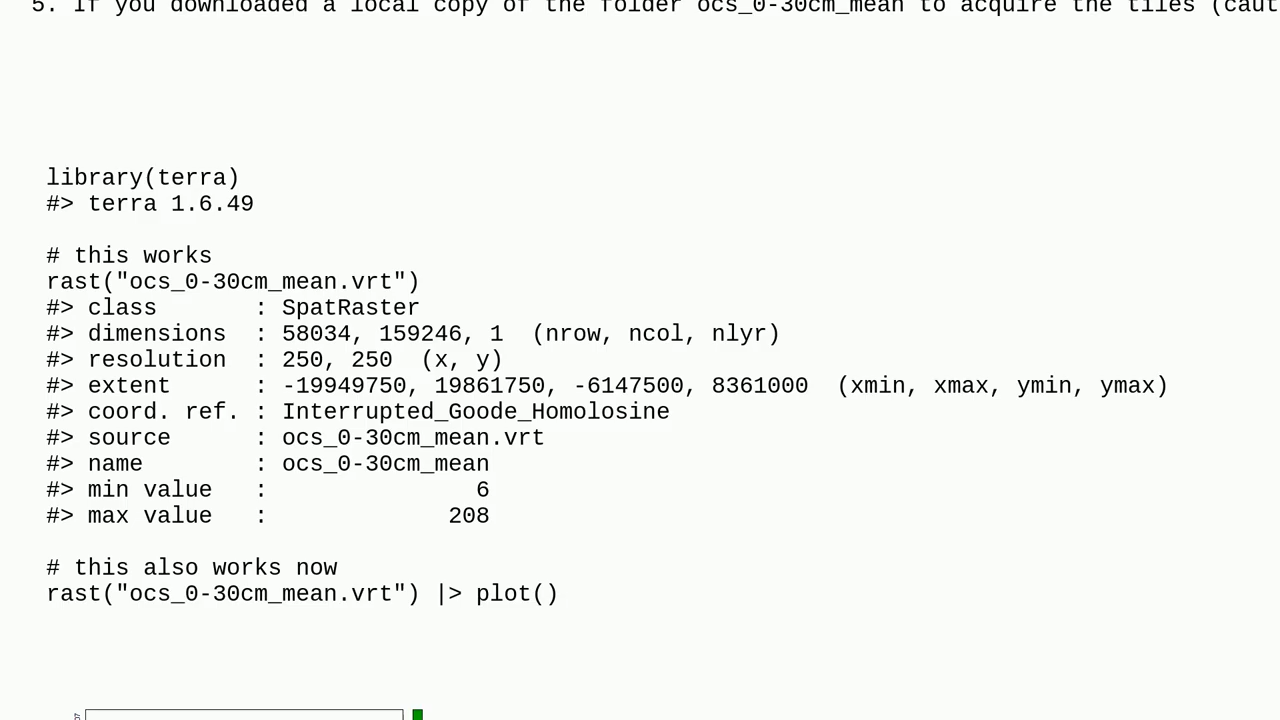 5. If you downloaded a local copy of the folder ocs_0-30cm_mean to acquire the tiles
library(terra)
#> terra 1.6.49
# this works
rast("ocs_0-30cm_mean.vrt")
#> class       : SpatRaster
#> dimensions  : 58034, 159246, 1  (nrow, ncol, nlyr)
#> resolution  : 250, 250  (x, y)
#> extent      : -19949750, 19861750, -6147500, 8361000  (xmin, xmax, ymin, ymax)
#> coord. ref. : Interrupted_Goode_Homolosine
#> source      : ocs_0-30cm_mean.vrt
#> name        : ocs_0-30cm_mean
#> min value   :               6
#> max value   :             208
# this also works now
rast("ocs_0-30cm_mean.vrt") |> plot()